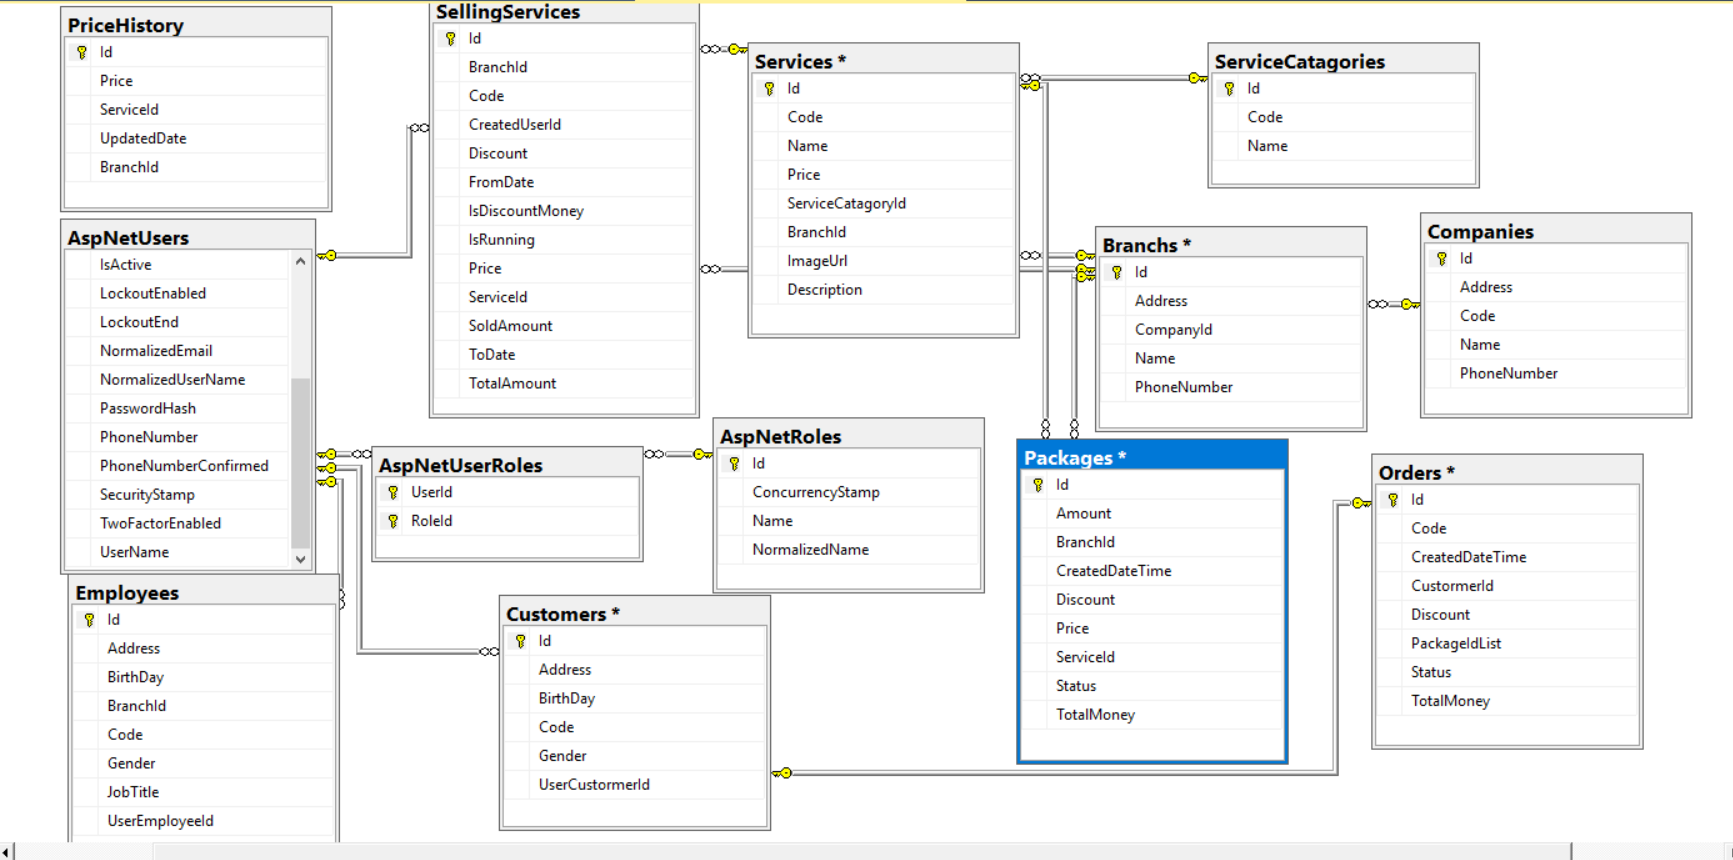 PriceHistory
Id
Price
ServiceId
UpdatedDate
BranchId
SellingServices
Id
BranchId
Code
CreatedUserId
Discount
FromDate
IsDiscountMoney
IsRunning
Price
ServiceId
SoldAmount
ToDate
TotalAmount
Services *
Id
Code
Name
Price
ServiceCatagoryId
BranchId
ImageUrl
Description
ServiceCatagories
Id
Code
Name
AspNetUsers
IsActive
LockoutEnabled
LockoutEnd
NormalizedEmail
NormalizedUserName
PasswordHash
PhoneNumber
PhoneNumberConfirmed
SecurityStamp
TwoFactorEnabled
UserName
Branchs *
Id
Address
CompanyId
Name
PhoneNumber
Companies
Id
Address
Code
Name
PhoneNumber
AspNetUserRoles
UserId
RoleId
AspNetRoles
Id
ConcurrencyStamp
Name
NormalizedName
Packages *
Id
Amount
BranchId
CreatedDateTime
Discount
Price
ServiceId
Status
TotalMoney
Orders *
Id
Code
CreatedDateTime
CustormerId
Discount
PackageIdList
Status
TotalMoney
Employees
Id
Address
BirthDay
BranchId
Code
Gender
JobTitle
UserEmployeeId
Customers *
Id
Address
BirthDay
Code
Gender
UserCustormerId